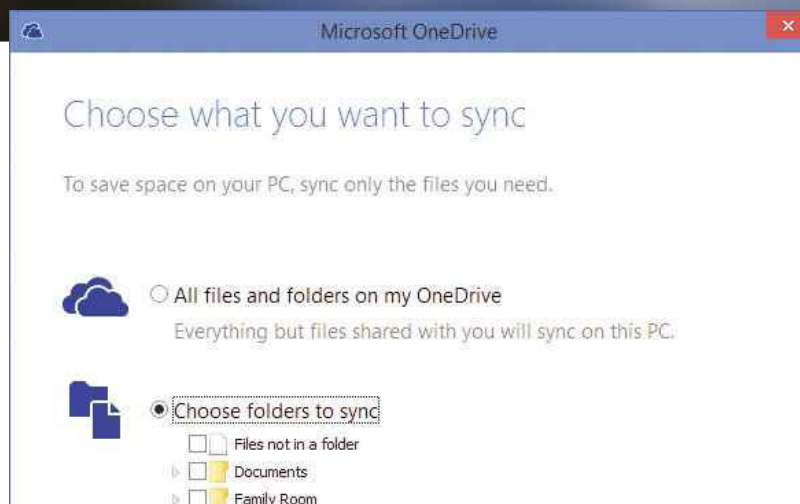 Microsoft OneDrive
Choose what you want to sync
To save space on your PC, sync only the files you need.
All files and folders on my OneDrive
Everything but files shared with you will sync on this PC.
Choose folders to sync
Files not in a folder
Documents
Family Room